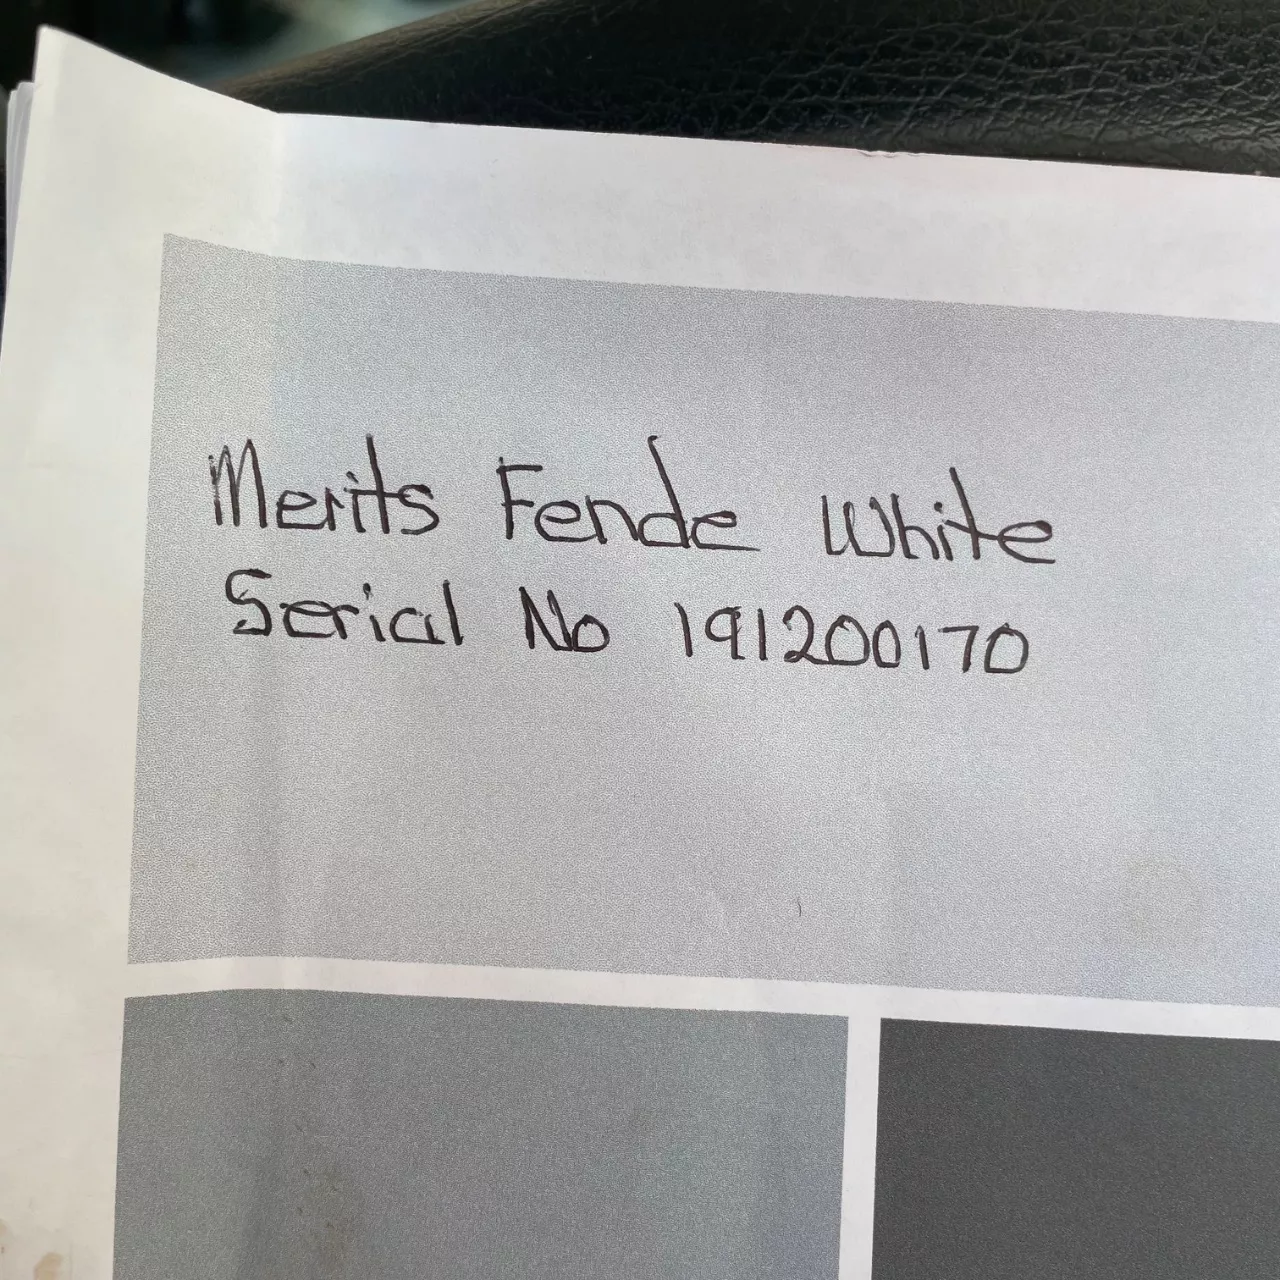 Merits Fende White
Serial No 191200170